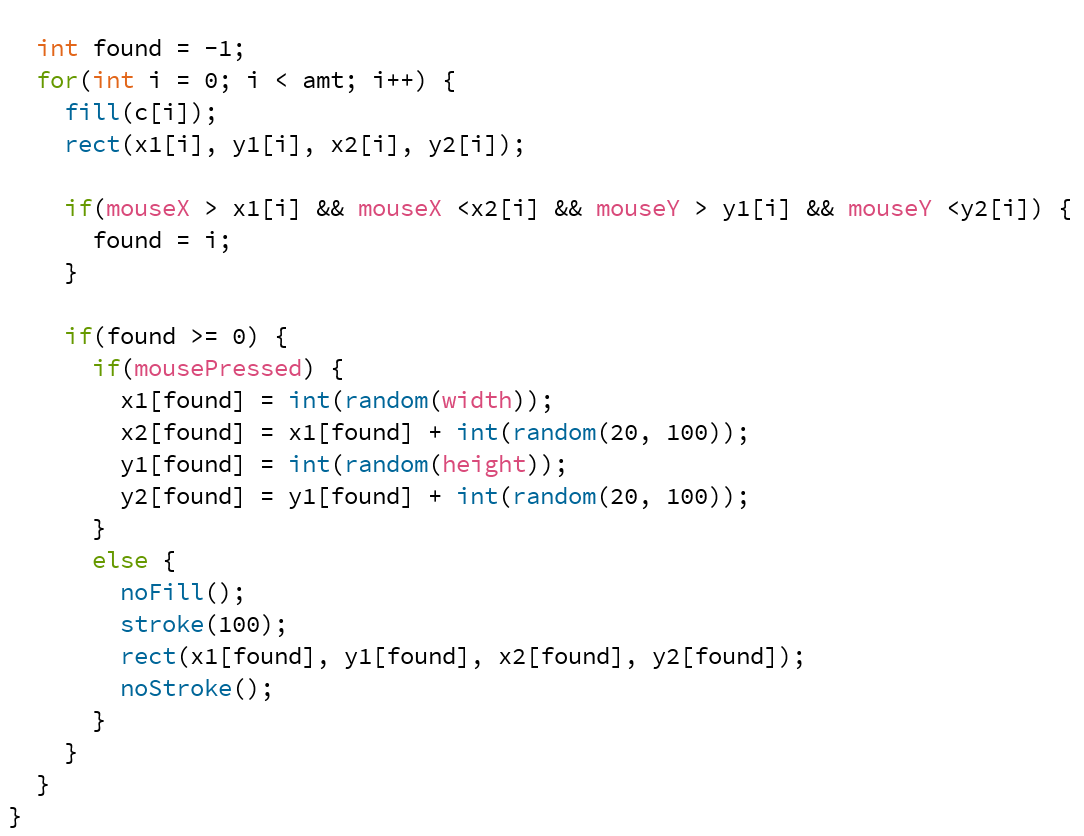 int found = -1;
for(int i = 0; i < amt; i++) {
fill(c[i]);
rect(x1[i], y1[i], x2[i], y2[i]);
if(mouseX > x1[i] && mouseX <x2[i] && mouseY > y1[i] && mouseY <y2[i]) {
found = i;
}
if(found >= 0) {
if(mousePressed) {
x1[found] = int(random(width));
x2[found] = x1[found] + int(random(20, 100));
y1[found] = int(random(height));
y2[found] = y1[found] + int(random(20, 100));
}
else {
noFill();
stroke(100);
rect(x1[found], y1[found], x2[found], y2[found]);
noStroke();
}
}
}
}